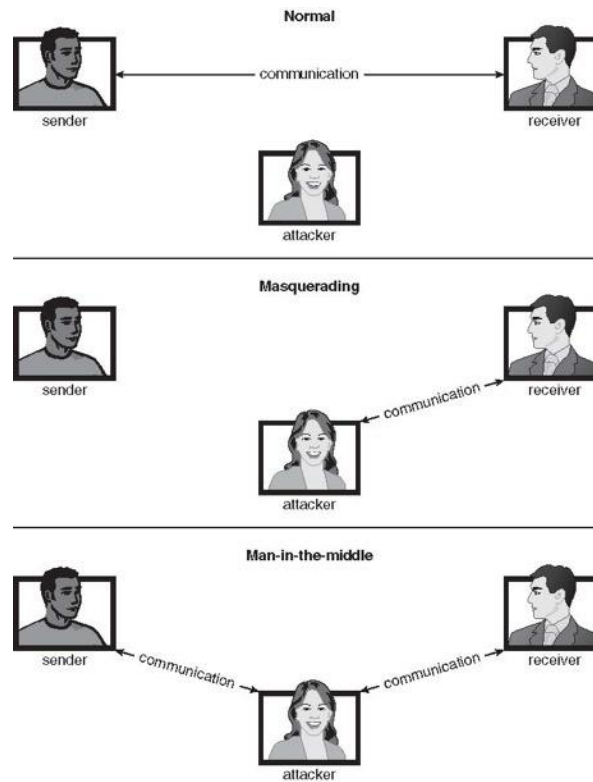 Normal
communication
sender
receiver
attacker
Masquerading
sender
receiver
communication
attacker
Man-in-the-middle
sender
receiver
communication
communication
attacker